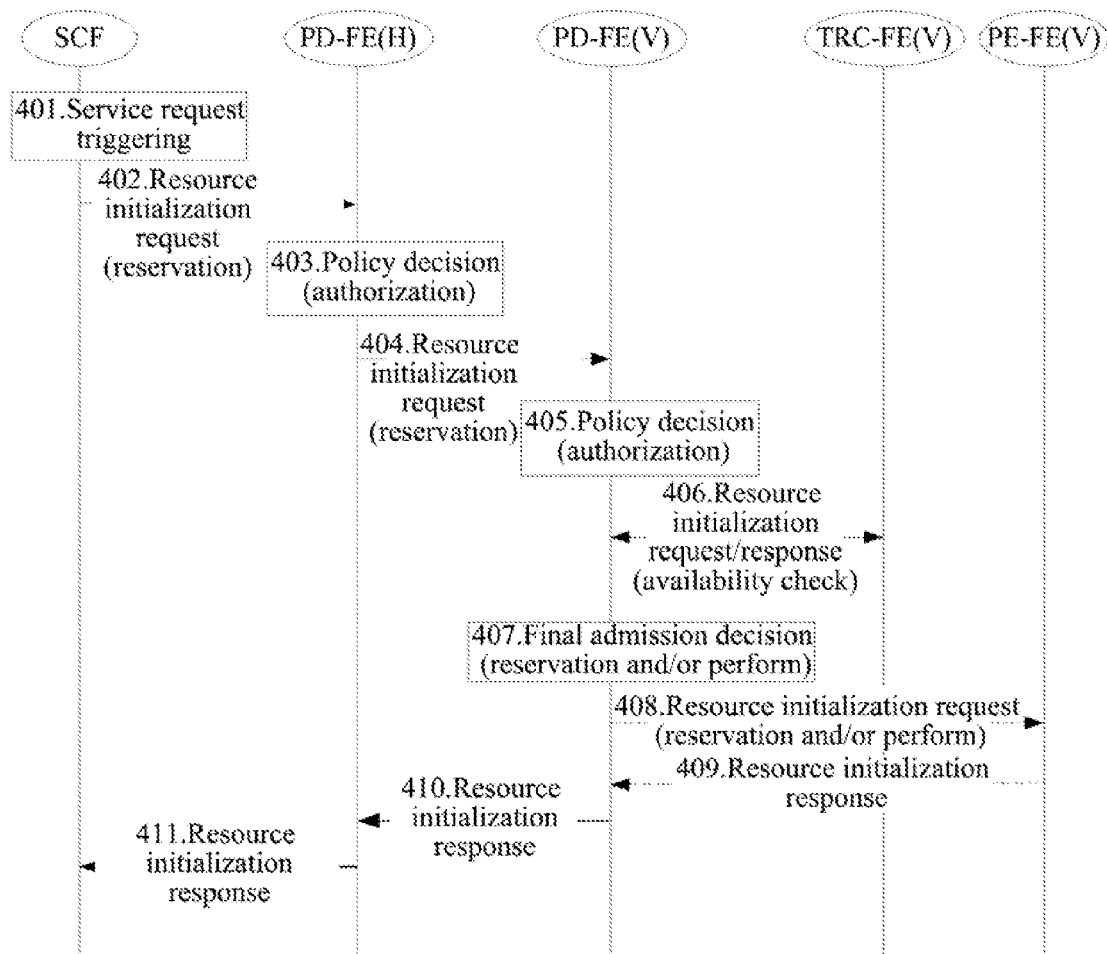 SCF
PD-FE(H)
PD-FE(V)
TRC-FE(V)
PE-FE(V)
401.Service request
triggering
402.Resource
initialization
request
(reservation)
403.Policy decision
(authorization)
404.Resource
initialization
request
(reservation)
405.Policy decision
(authorization)
406.Resource
initialization
request/response
(availability check)
407.Final admission decision
(reservation and/or perform)
408.Resource initialization request
(reservation and/or perform)
409.Resource initialization
response
410.Resource
initialization
response
411.Resource
initialization
response